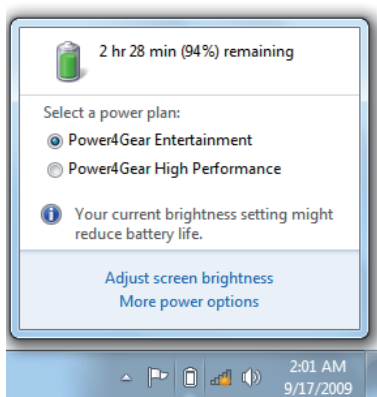 2 hr 28 min (94%) remaining
Select a power plan:
Power4Gear Entertainment
Power4Gear High Performance
Your current brightness setting might
reduce battery life.
Adjust screen brightness
More power options
2:01 AM
9/17/2009